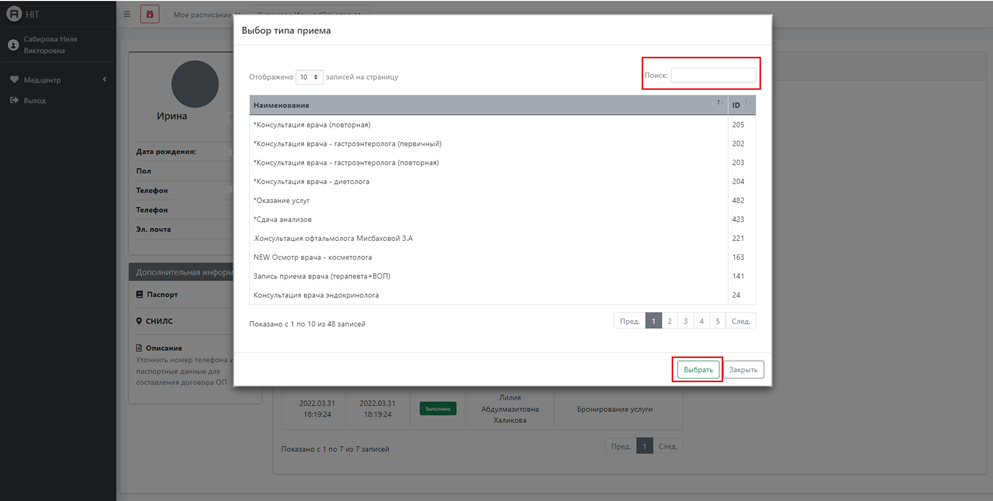 HIT
Мое расписание
Сабирова Неля
Викторовна
Мед.центр
Выход
Ирина
Дата рождения:
Пол
Телефон
Телефон
Эл. почта
Дополнительная информ
Паспорт
СНИЛС
Описание
Уточнить номер телефона и
паспортные данные для
составления договора ОП
Выбор типа приема
Отображено 10 записей на страницу
Поиск:
Наименование ID
*Консультация врача (повторная) 205
*Консультация врача - гастроэнтеролога (первичный) 202
*Консультация врача - гастроэнтеролога (повторная) 203
*Консультация врача - диетолога 204
*Оказание услуг 482
*Сдача анализов 423
.Консультация офтальмолога Мисбаховой З.А 221
NEW Осмотр врача - косметолога 163
Запись приема врача (терапевта+ВОП) 141
Консультация врача эндокринолога 24
Показано с 1 по 10 из 48 записей
Пред. 1 2 3 4 5 След.
Выбрать Закрыть
2022.03.31
18:19:24
2022.03.31
18:19:24
Выполнена
Лилия
Абдулмазитовна
Халикова
Бронирование услуги
Показано с 1 по 7 из 7 записей
Пред. 1 След.